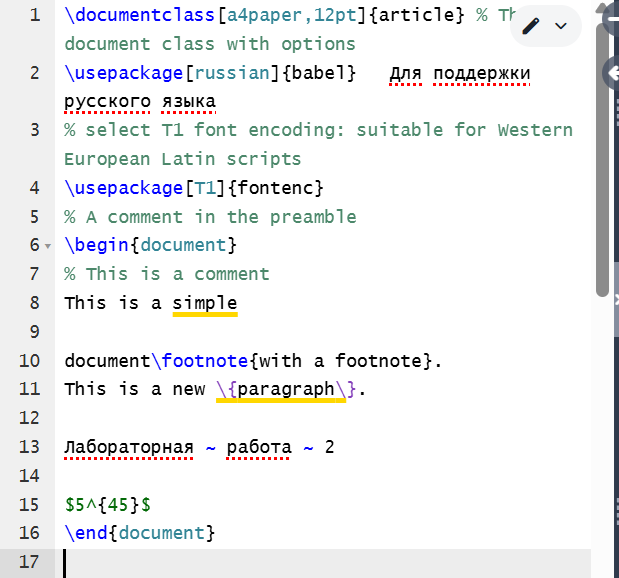 1 \documentclass[a4paper,12pt]{article} %
document class with options
2 \usepackage[russian]{babel} Для поддержки
русского языка
3 % select T1 font encoding: suitable for Western
European Latin scripts
4 \usepackage[T1]{fontenc}
5 % A comment in the preamble
6 \begin{document}
7 % This is a comment
8 This is a simple
9
10 document\footnote{with a footnote}.
11 This is a new \{paragraph\}.
12
13 Лабораторная ~ работа ~ 2
14
15 $5^{45}$
16 \end{document}
17